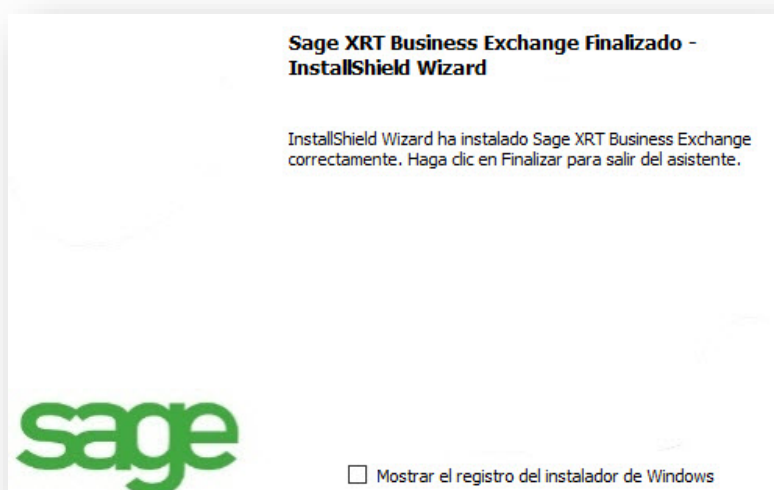 Sage XRT Business Exchange Finalizado -
InstallShield Wizard
InstallShield Wizard ha instalado Sage XRT Business Exchange
correctamente. Haga clic en Finalizar para salir del asistente.
sage
Mostrar el registro del instalador de Windows